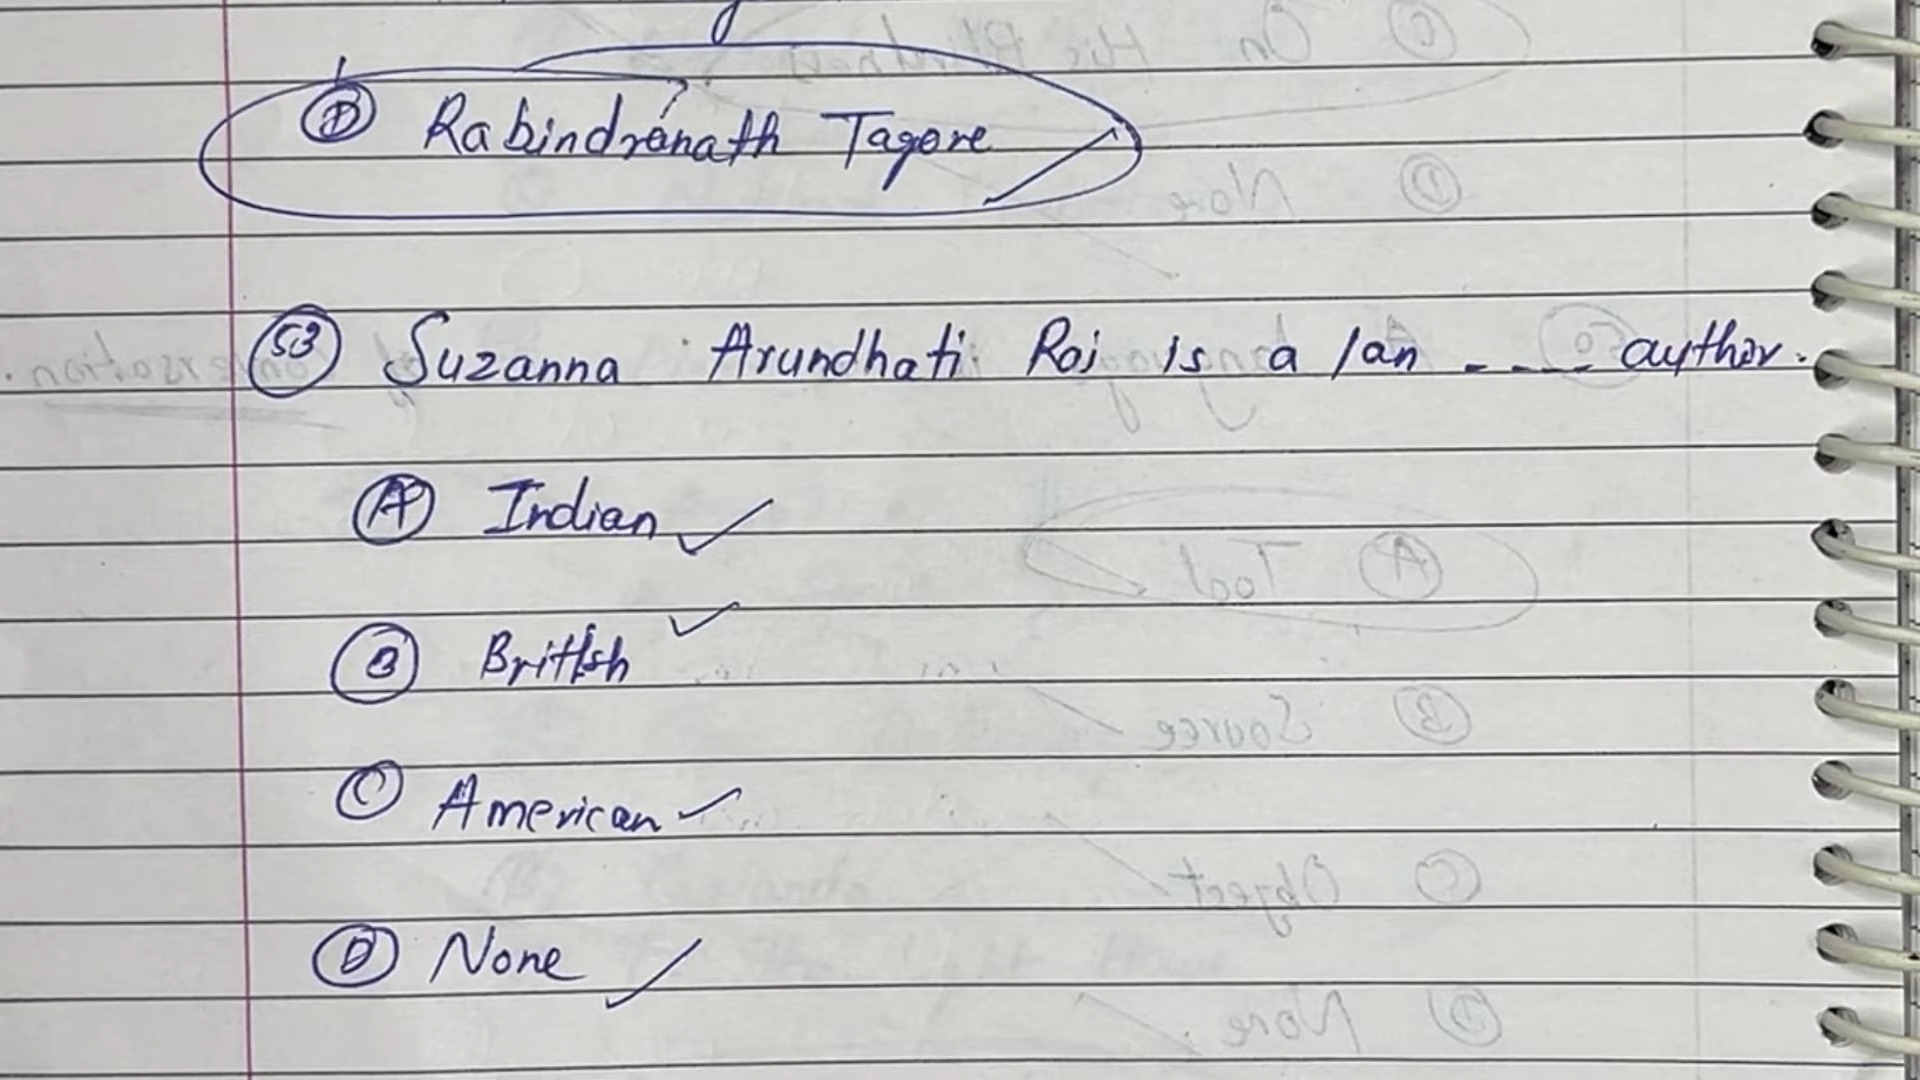 D Rabindranath Tagore
53 Suzanna Arundhati Roi is a /an ---- author.
A Indian
B British
C American
D None